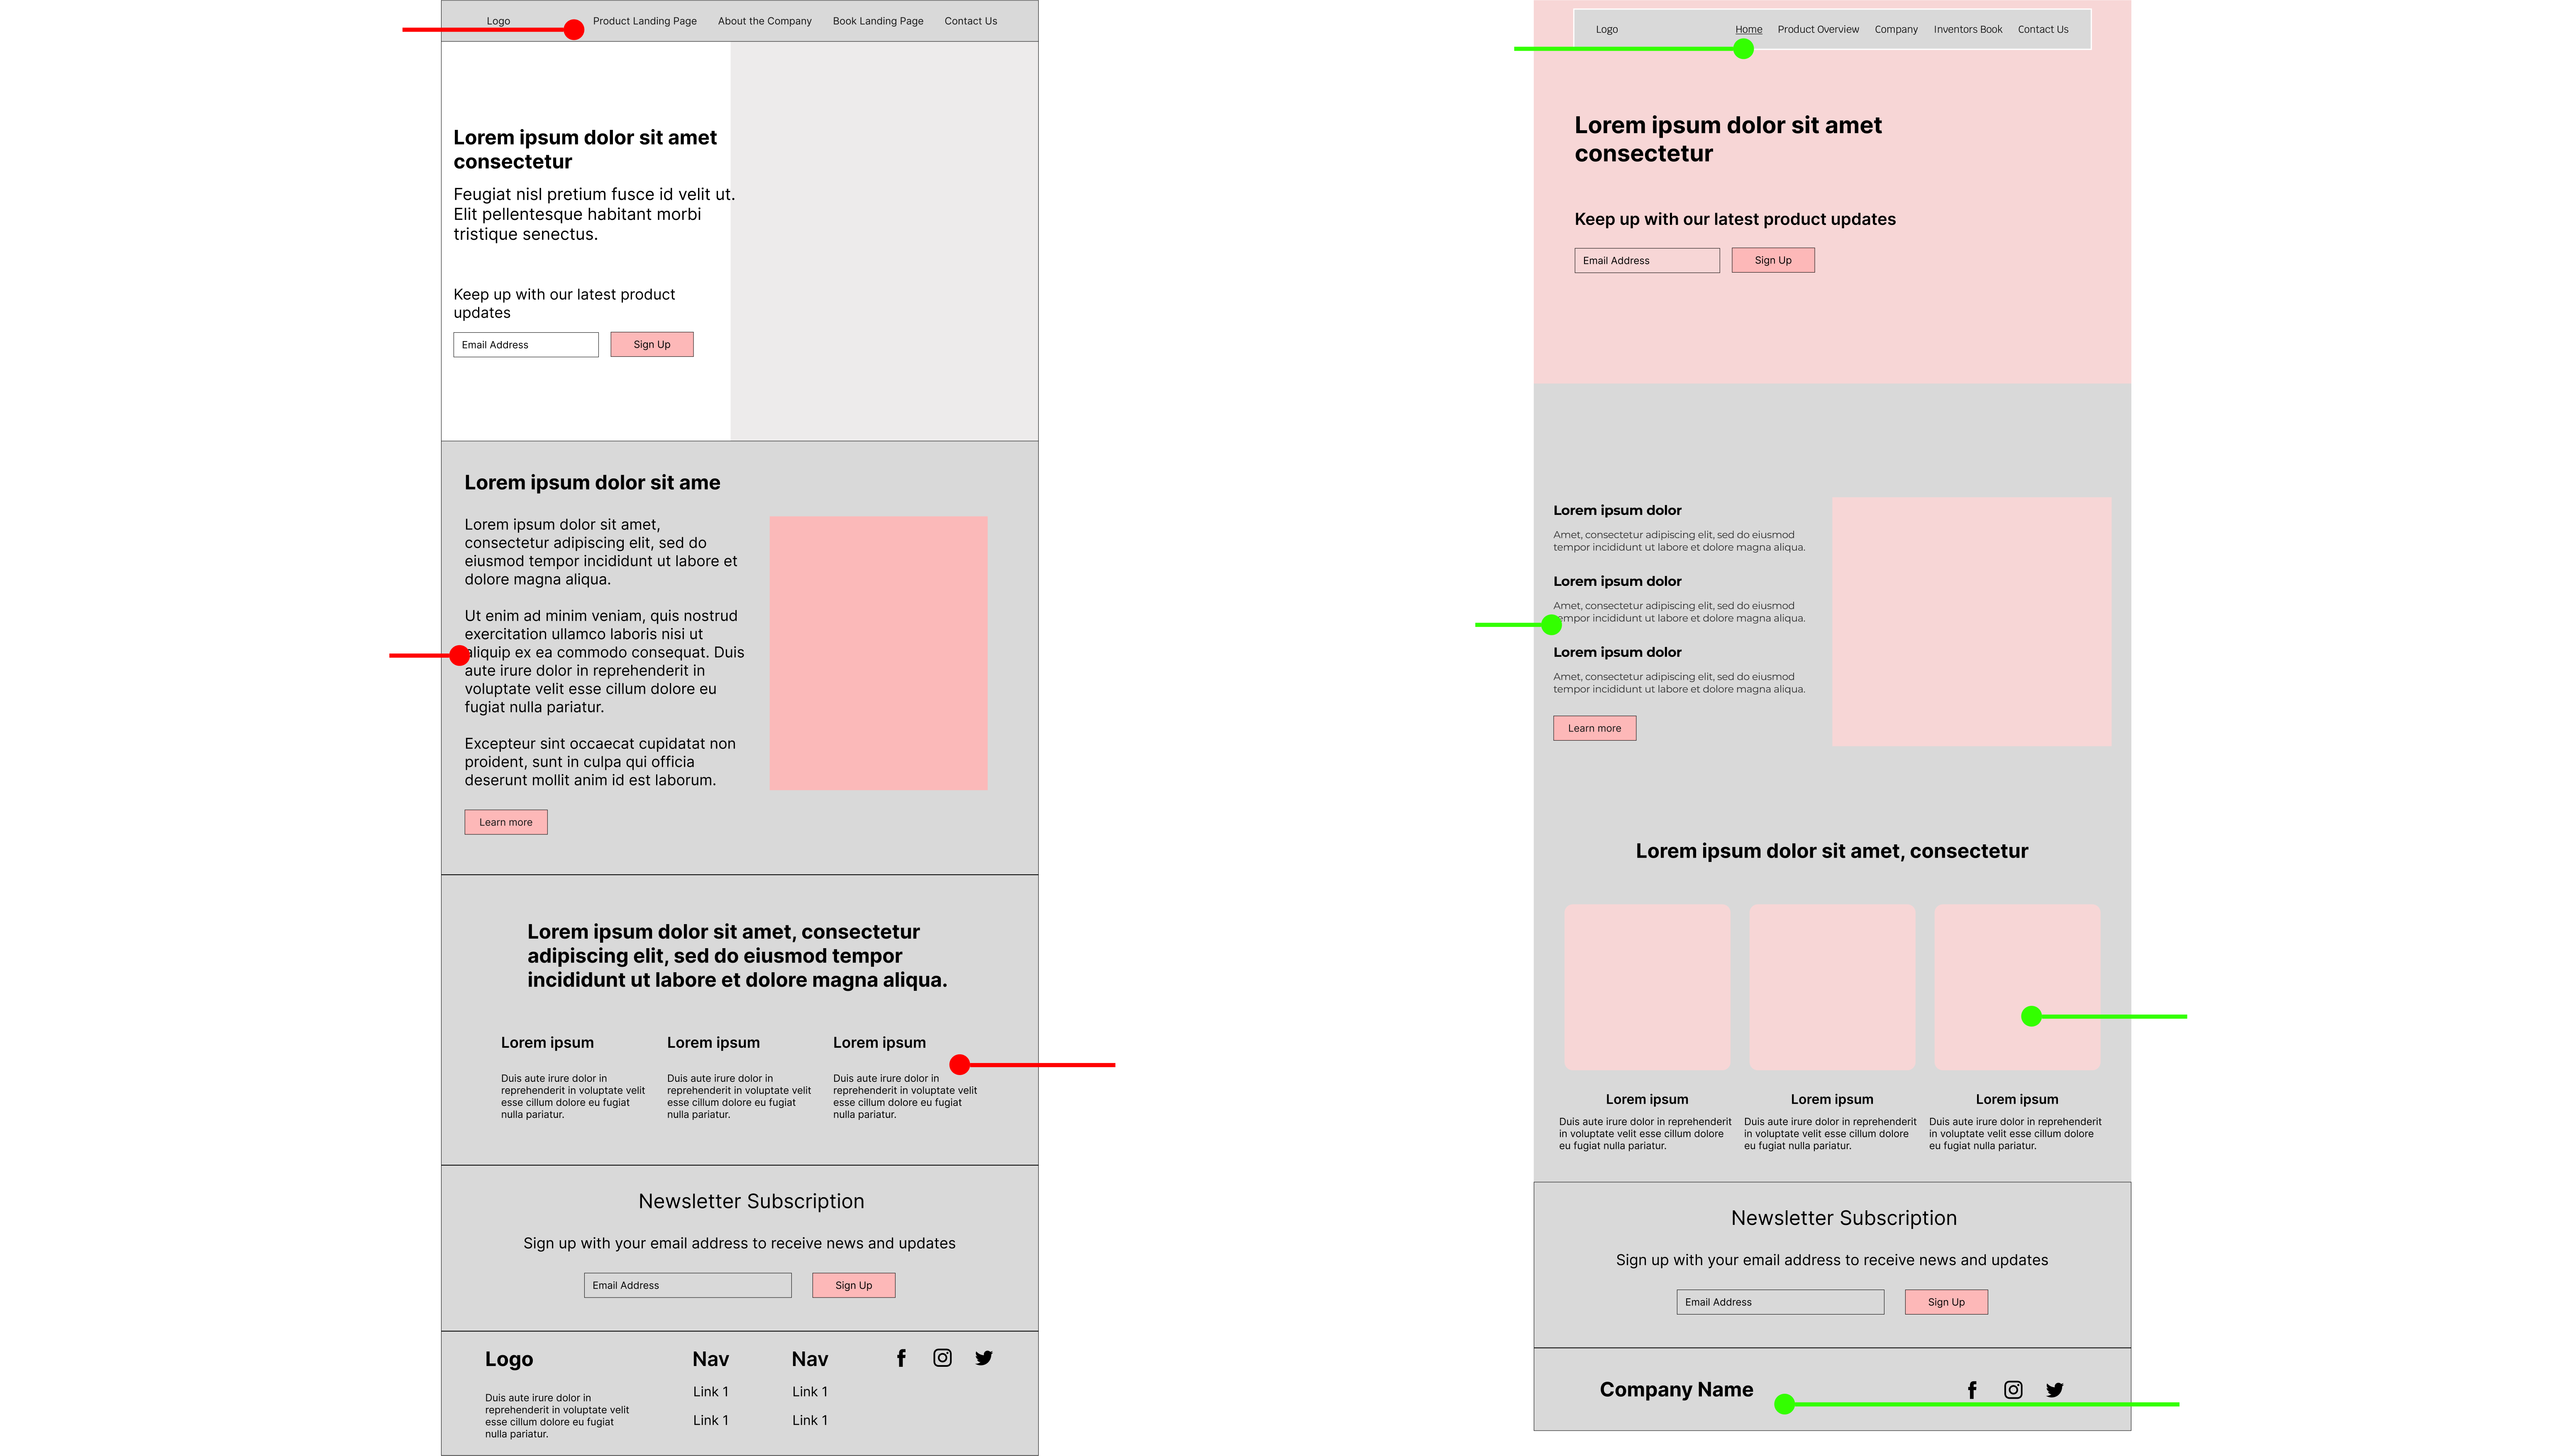 Logo
Product Landing Page
About the Company
Book Landing Page
Contact Us
Lorem ipsum dolor sit amet
consectetur
Feugiat nisl pretium fusce id velit ut.
Elit pellentesque habitant morbi
tristique senectus.
Keep up with our latest product
updates
Email Address
Sign Up
Lorem ipsum dolor sit ame
Lorem ipsum dolor sit amet,
consectetur adipiscing elit, sed do
eiusmod tempor incididunt ut labore et
dolore magna aliqua.
Ut enim ad minim veniam, quis nostrud
exercitation ullamco laboris nisi ut
aliquip ex ea commodo consequat. Duis
aute irure dolor in reprehenderit in
voluptate velit esse cillum dolore eu
fugiat nulla pariatur.
Excepteur sint occaecat cupidatat non
proident, sunt in culpa qui officia
deserunt mollit anim id est laborum.
Learn more
Lorem ipsum dolor sit amet, consectetur
adipiscing elit, sed do eiusmod tempor
incididunt ut labore et dolore magna aliqua.
Lorem ipsum
Duis aute irure dolor in
reprehenderit in voluptate velit
esse cillum dolore eu fugiat
nulla pariatur.
Lorem ipsum
Duis aute irure dolor in
reprehenderit in voluptate velit
esse cillum dolore eu fugiat
nulla pariatur.
Lorem ipsum
Duis aute irure dolor in
reprehenderit in voluptate velit
esse cillum dolore eu fugiat
nulla pariatur.
Newsletter Subscription
Sign up with your email address to receive news and updates
Email Address
Sign Up
Logo
Duis aute irure dolor in
reprehenderit in voluptate velit
esse cillum dolore eu fugiat
nulla pariatur.
Nav
Link 1
Link 1
Nav
Link 1
Link 1
Logo
Home
Product Overview
Company
Inventors Book
Contact Us
Lorem ipsum dolor sit amet
consectetur
Keep up with our latest product updates
Email Address
Sign Up
Lorem ipsum dolor
Amet, consectetur adipiscing elit, sed do eiusmod
tempor incididunt ut labore et dolore magna aliqua.
Lorem ipsum dolor
Amet, consectetur adipiscing elit, sed do eiusmod
tempor incididunt ut labore et dolore magna aliqua.
Lorem ipsum dolor
Amet, consectetur adipiscing elit, sed do eiusmod
tempor incididunt ut labore et dolore magna aliqua.
Learn more
Lorem ipsum dolor sit amet, consectetur
Lorem ipsum
Duis aute irure dolor in reprehenderit
in voluptate velit esse cillum dolore
eu fugiat nulla pariatur.
Lorem ipsum
Duis aute irure dolor in reprehenderit
in voluptate velit esse cillum dolore
eu fugiat nulla pariatur.
Lorem ipsum
Duis aute irure dolor in reprehenderit
in voluptate velit esse cillum dolore
eu fugiat nulla pariatur.
Newsletter Subscription
Sign up with your email address to receive news and updates
Email Address
Sign Up
Company Name